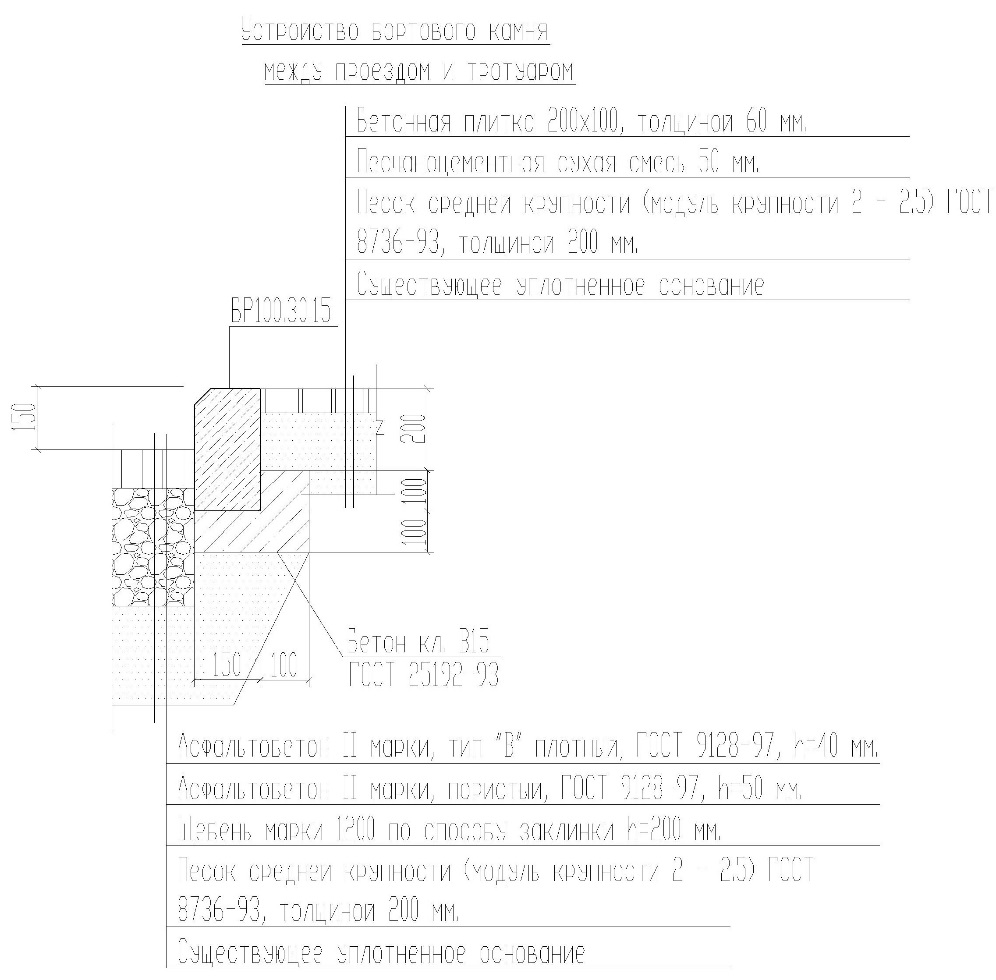 Устройство бортового камня
между проездом и тротуаром
Бетонная плитка 200х100, толщиной 60 мм.
Песчаноцементная сухая смесь 50 мм.
Песок средней крупности (модуль крупности 2 - 2,5) ГОСТ
8736-93, толщиной 200 мм.
Существующее уплотненное основание
БР100.30.15
150
200
100
100
Бетон кл. В15
ГОСТ 25192-93
150
100
Асфальтобетон II марки, тип "В" плотный, ГОСТ 9128-97, h=40 мм.
Асфальтобетон II марки, пористый, ГОСТ 9128-97, h=50 мм.
Щебень марки 1200 по способу заклинки h=200 мм.
Песок средней крупности (модуль крупности 2 - 2,5) ГОСТ
8736-93, толщиной 200 мм.
Существующее уплотненное основание